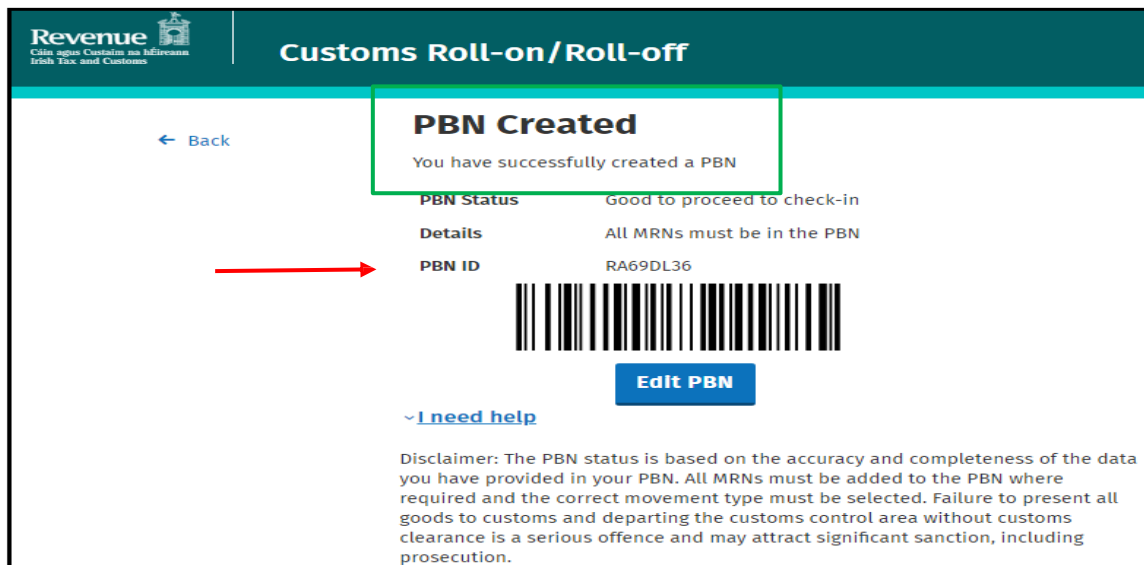 Revenue
Cáin agus Custaim na hÉireann
Irish Tax and Customs
Customs Roll-on/Roll-off
← Back
PBN Created
You have successfully created a PBN
PBN Status Good to proceed to check-in
Details All MRNs must be in the PBN
PBN ID RA69DL36
Edit PBN
I need help
Disclaimer: The PBN status is based on the accuracy and completeness of the data
you have provided in your PBN. All MRNs must be added to the PBN where
required and the correct movement type must be selected. Failure to present all
goods to customs and departing the customs control area without customs
clearance is a serious offence and may attract significant sanction, including
prosecution.